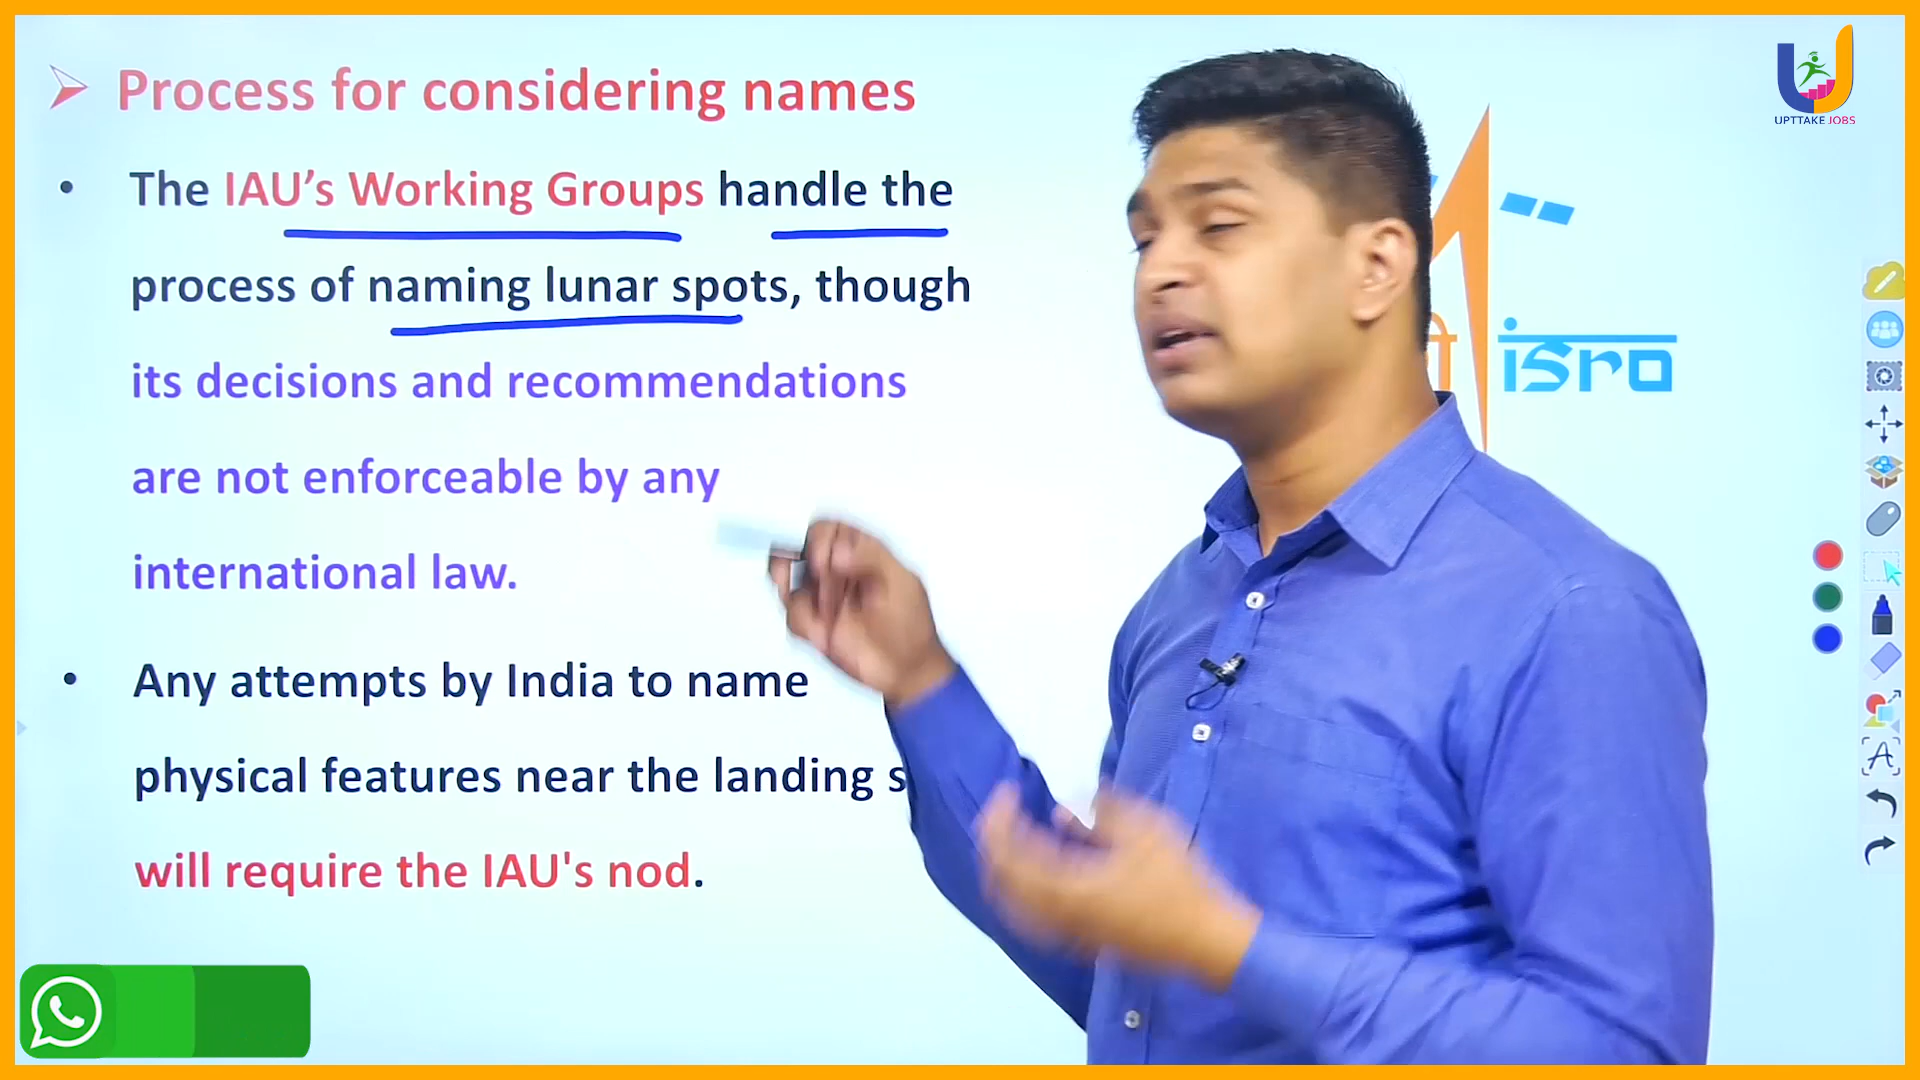 Process for considering names
The IAU’s Working Groups handle the
process of naming lunar spots, though
its decisions and recommendations
are not enforceable by any
international law.
Any attempts by India to name
physical features near the landing s
will require the IAU's nod.
UPTTAKE JOBS
isro
A